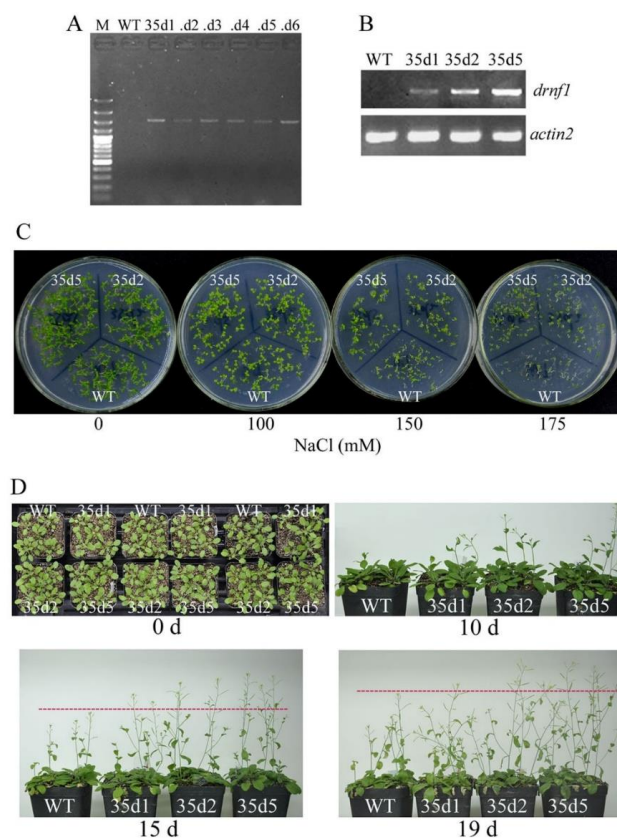 A
M WT 35d1 .d2 .d3 .d4 .d5 .d6
B
WT 35d1 35d2 35d5
drnf1
actin2
C
35d5 35d2 35d5 35d2 35d5 35d2 35d5 35d2
WT WT WT WT
0 100 150 175
NaCl (mM)
D
WT 35d1 WT 35d1 WT 35d1
35d2 35d5 35d2 35d5 35d2 35d5
0 d
WT 35d1 35d2 35d5
10 d
WT 35d1 35d2 35d5
15 d
WT 35d1 35d2 35d5
19 d